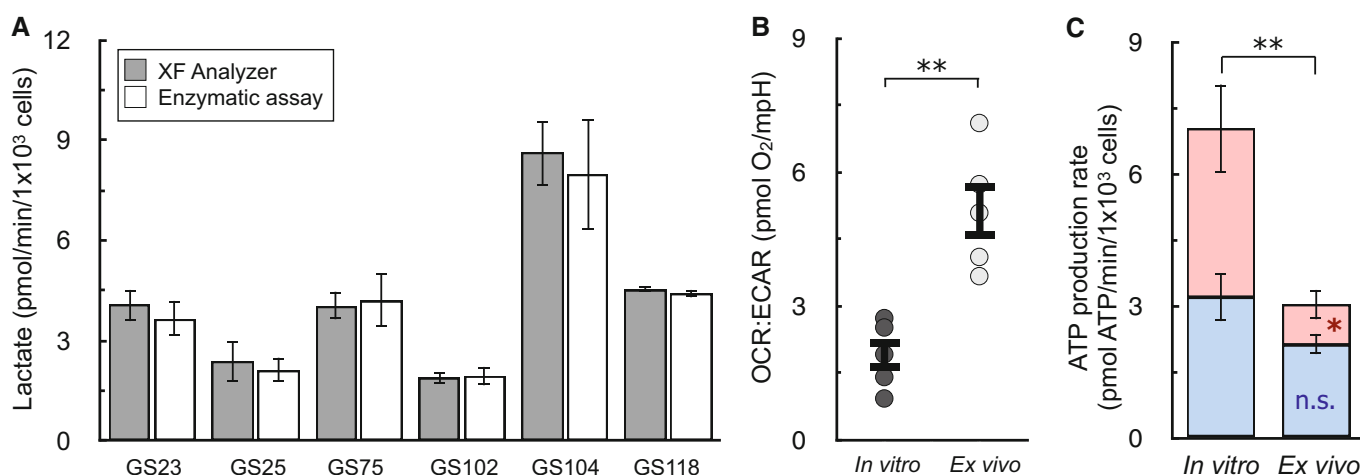 A
Lactate (pmol/min/1x10³ cells)
12
9
6
3
0
XF Analyzer
Enzymatic assay
GS23 GS25 GS75 GS102 GS104 GS118
B
OCR:ECAR (pmol O₂/mpH)
9
6
3
0
**
In vitro Ex vivo
C
ATP production rate
(pmol ATP/min/1x10³ cells)
9
6
3
0
**
*
n.s.
In vitro Ex vivo